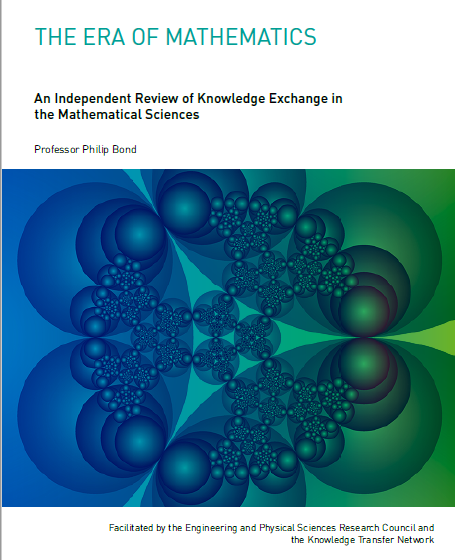 THE ERA OF MATHEMATICS
An Independent Review of Knowledge Exchange in
the Mathematical Sciences
Professor Philip Bond
Facilitated by the Engineering and Physical Sciences Research Council and
the Knowledge Transfer Network